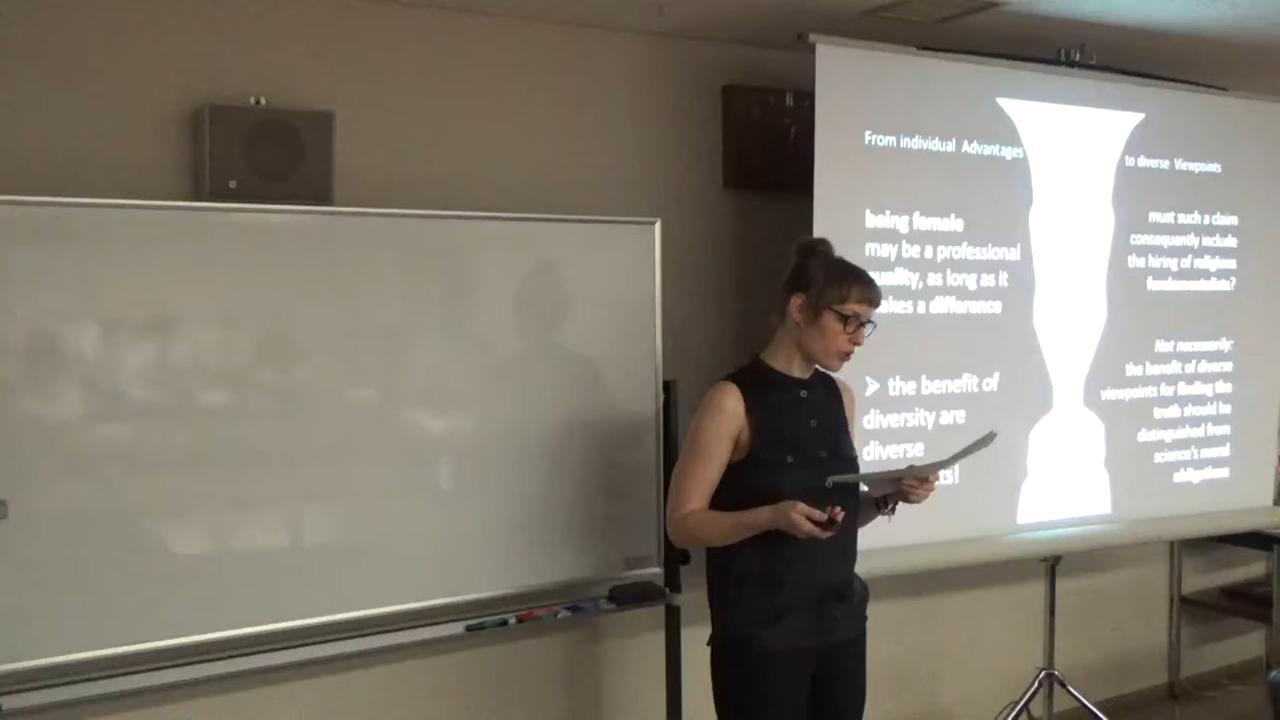 From individual Advantages
to diverse Viewpoints
being female
may be a professional
quality, as long as it
makes a difference
➢ the benefit of
diversity are
diverse
must such a claim
consequently include
the hiring of religious
fundamentalists?
Not necessarily:
the benefit of diverse
viewpoints for finding the
truth should be
distinguished from
science's moral
obligations